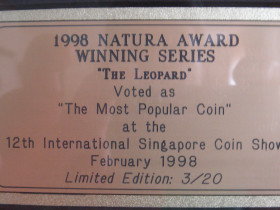 1998 NATURA AWARD
WINNING SERIES
"THE LEOPARD"
Voted as
"The Most Popular Coin"
at the
12th International Singapore Coin Show
February 1998
Limited Edition: 3/20